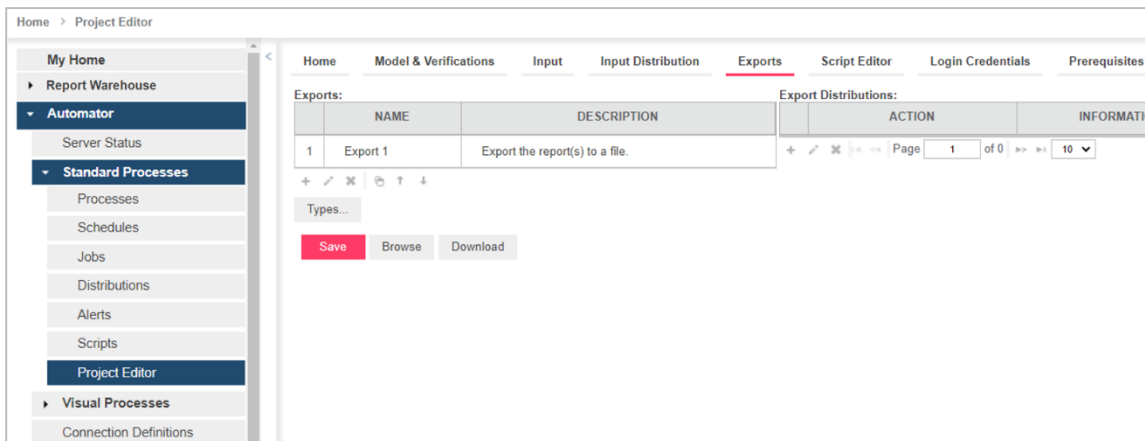 Home > Project Editor
My Home
Report Warehouse
Automator
Server Status
Standard Processes
Processes
Schedules
Jobs
Distributions
Alerts
Scripts
Project Editor
Visual Processes
Connection Definitions
Home Model & Verifications Input Input Distribution Exports Script Editor Login Credentials Prerequisites
Exports:
NAME DESCRIPTION
1 Export 1 Export the report(s) to a file.
Types...
Save Browse Download
Export Distributions:
ACTION INFORMATI
Page 1 of 0 10